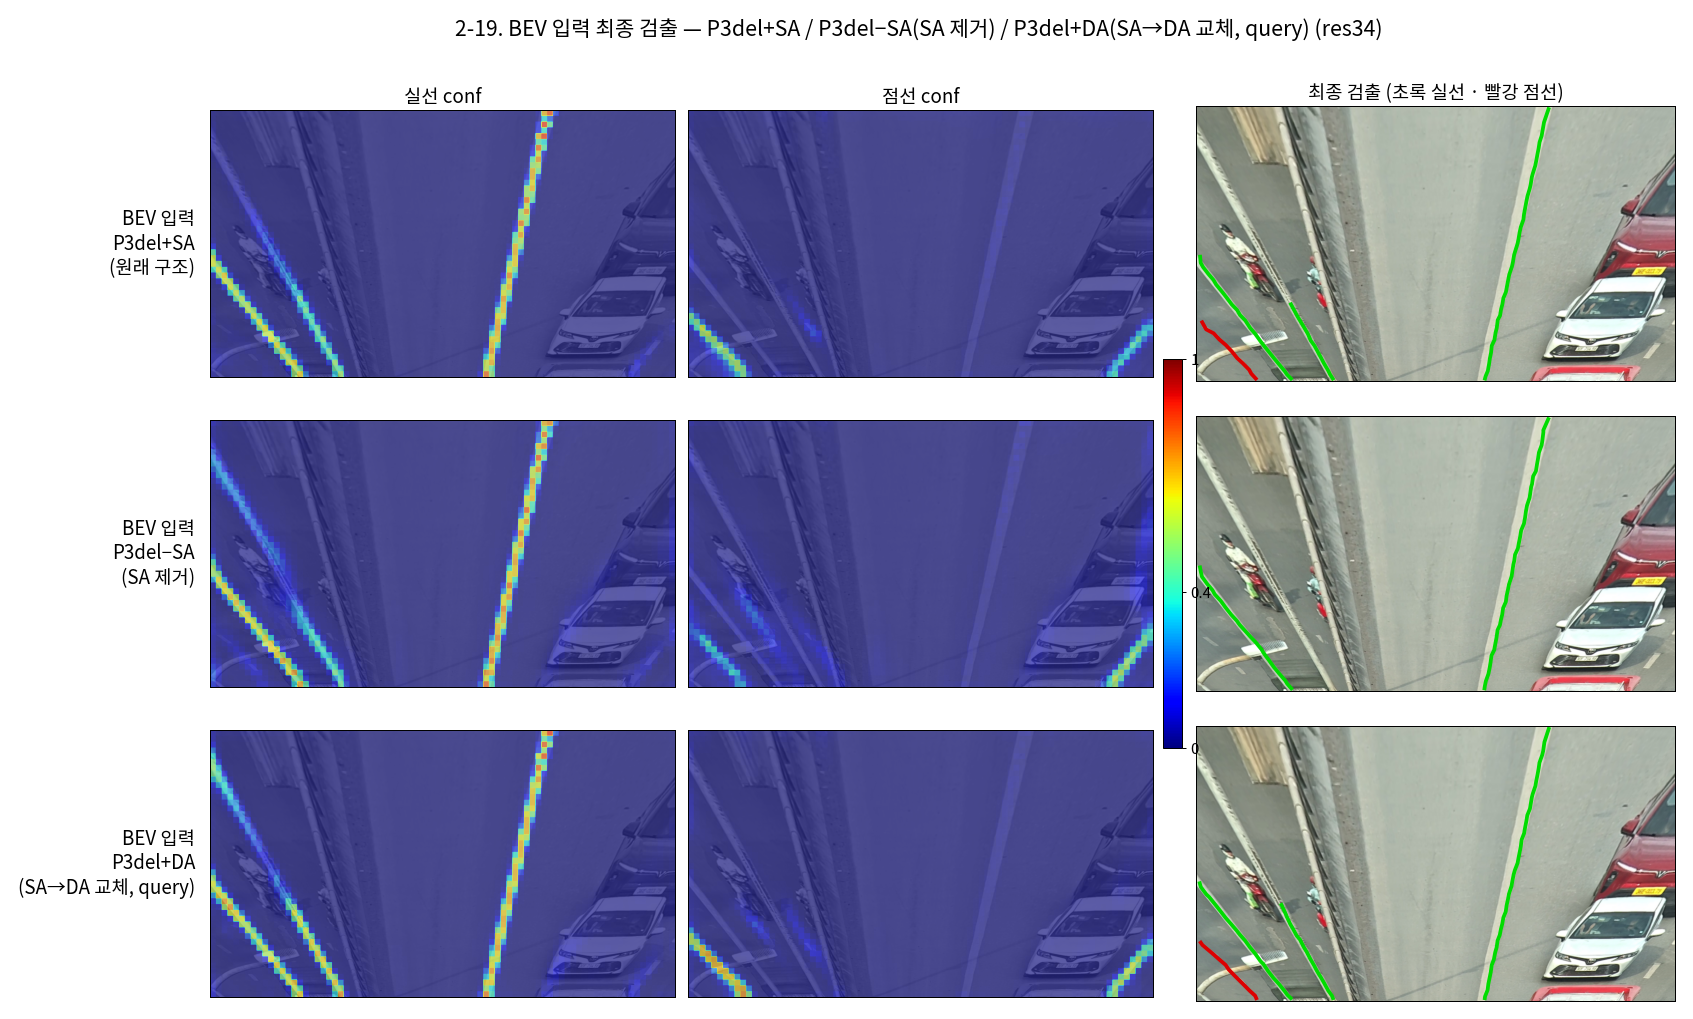 2-19. BEV 입력 최종 검출 — P3del+SA / P3del−SA(SA 제거) / P3del+DA(SA→DA 교체, query) (res34)
실선 conf
점선 conf
최종 검출 (초록 실선 · 빨강 점선)
BEV 입력
P3del+SA
(원래 구조)
BEV 입력
P3del−SA
(SA 제거)
BEV 입력
P3del+DA
(SA→DA 교체, query)
1
0.4
0